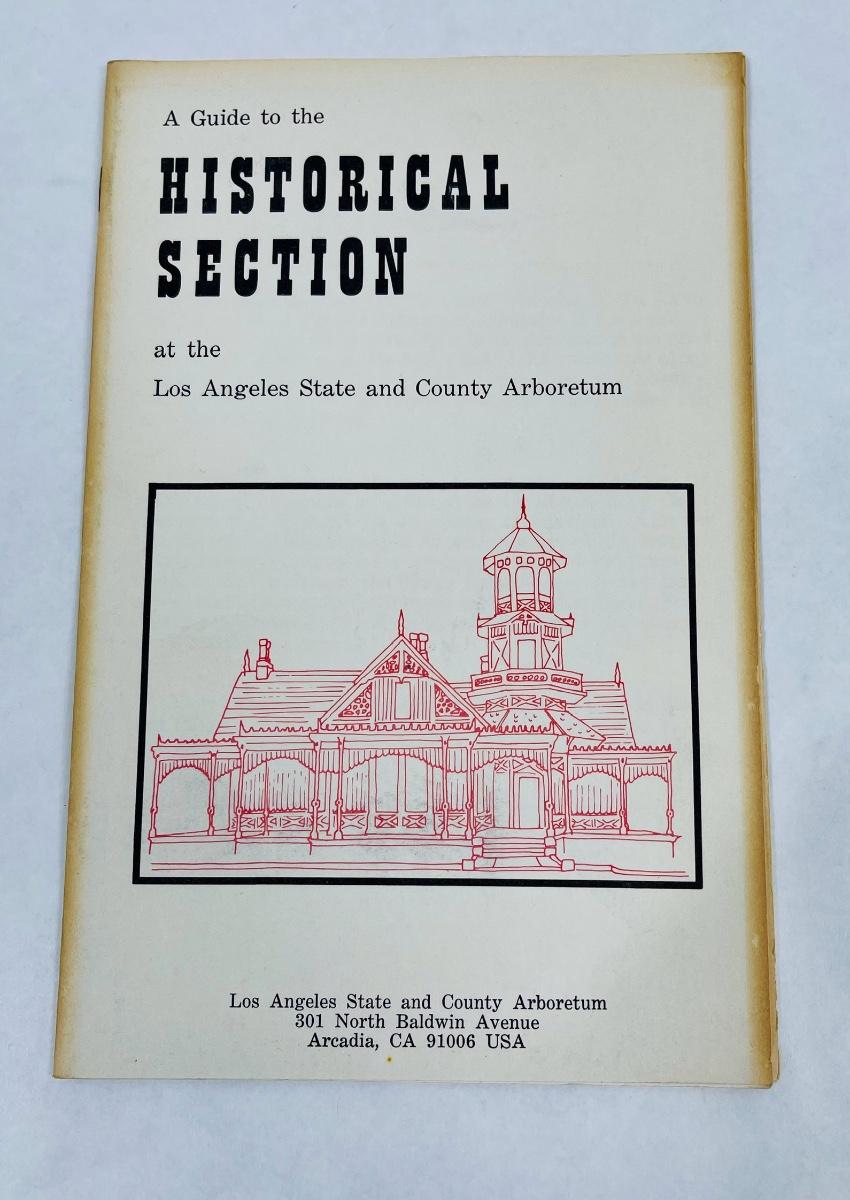 A Guide to the
HISTORICAL
SECTION
at the
Los Angeles State and County Arboretum
Los Angeles State and County Arboretum
301 North Baldwin Avenue
Arcadia, CA 91006 USA